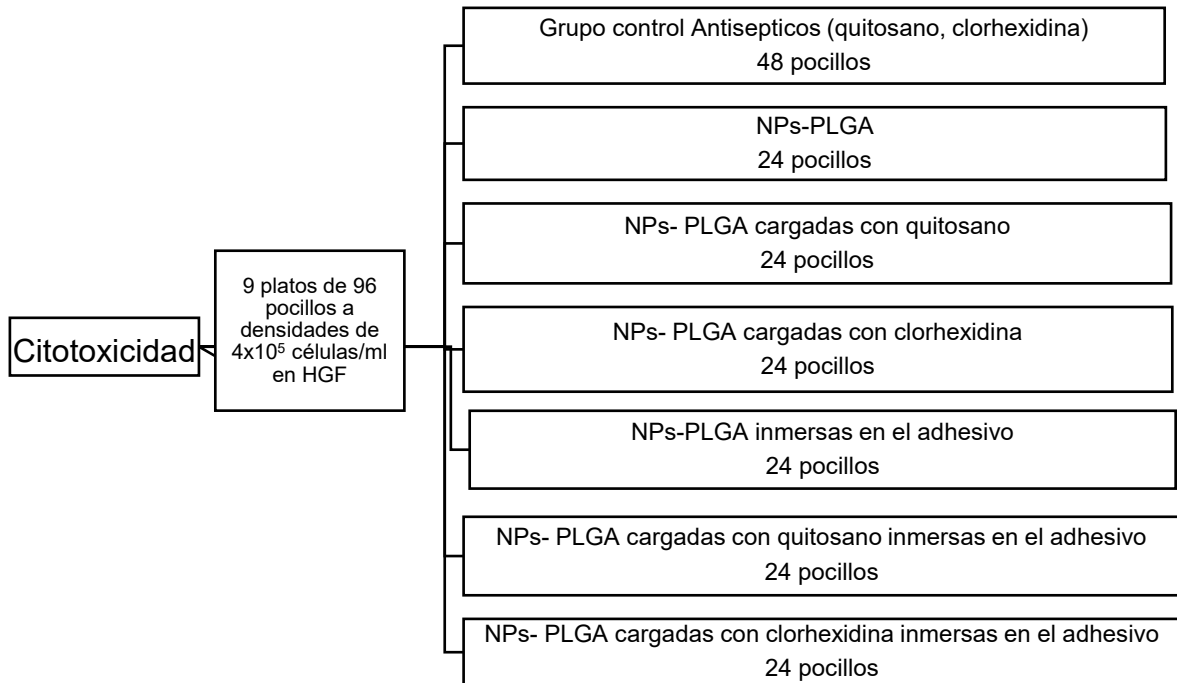 Citotoxicidad
9 platos de 96
pocillos a
densidades de
4x10⁵ células/ml
en HGF
Grupo control Antisepticos (quitosano, clorhexidina)
48 pocillos
NPs-PLGA
24 pocillos
NPs- PLGA cargadas con quitosano
24 pocillos
NPs- PLGA cargadas con clorhexidina
24 pocillos
NPs-PLGA inmersas en el adhesivo
24 pocillos
NPs- PLGA cargadas con quitosano inmersas en el adhesivo
24 pocillos
NPs- PLGA cargadas con clorhexidina inmersas en el adhesivo
24 pocillos